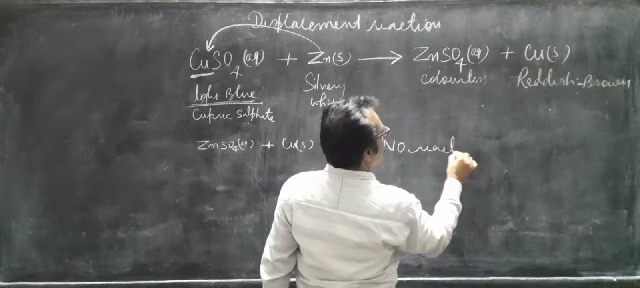 Displacement reaction
CuSO4(aq) + Zn(s) → ZnSO4(aq) + Cu(s)
light Blue Silvery white colourless Reddish-Brown
Cupric Sulphate
ZnSO4(aq) + Cu(s) NO